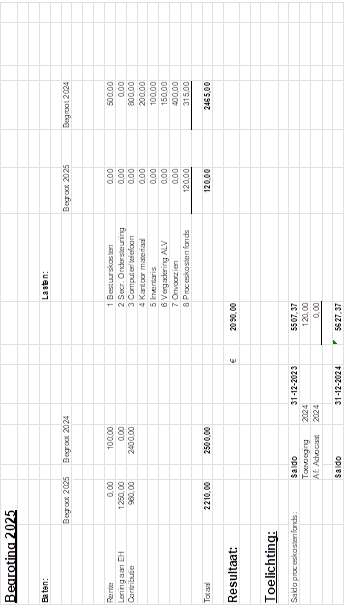 Begroting 2025
Baten: Lasten:
Begroot 2025 Begroot 2024 Begroot 2025 Begroot 2024
Rente 0.00 100.00 1 Bestuurskosten 0.00 500.00
Lening aan EH 1250.00 0.00 2 Secr. Ondersteuning 0.00 0.00
Contributie 960.00 2400.00 3 Computer/telefoon 0.00 800.00
4 Kantoor materiaal 0.00 200.00
5 Inventaris 0.00 100.00
6 Vergadering ALV 0.00 150.00
7 Onvoorzien 0.00 400.00
8 Proceskosten fonds 120.00 315.00
Totaal 2210,00 2500,00 120,00 2465,00
Resultaat: € 2090,00
Toelichting:
Saldo proceskostenfonds: Saldo 31-12-2023 5507,37
Toevoeging 2024 120.00
Af: Advocaat 2024 0.00
Saldo 31-12-2024 5627,37